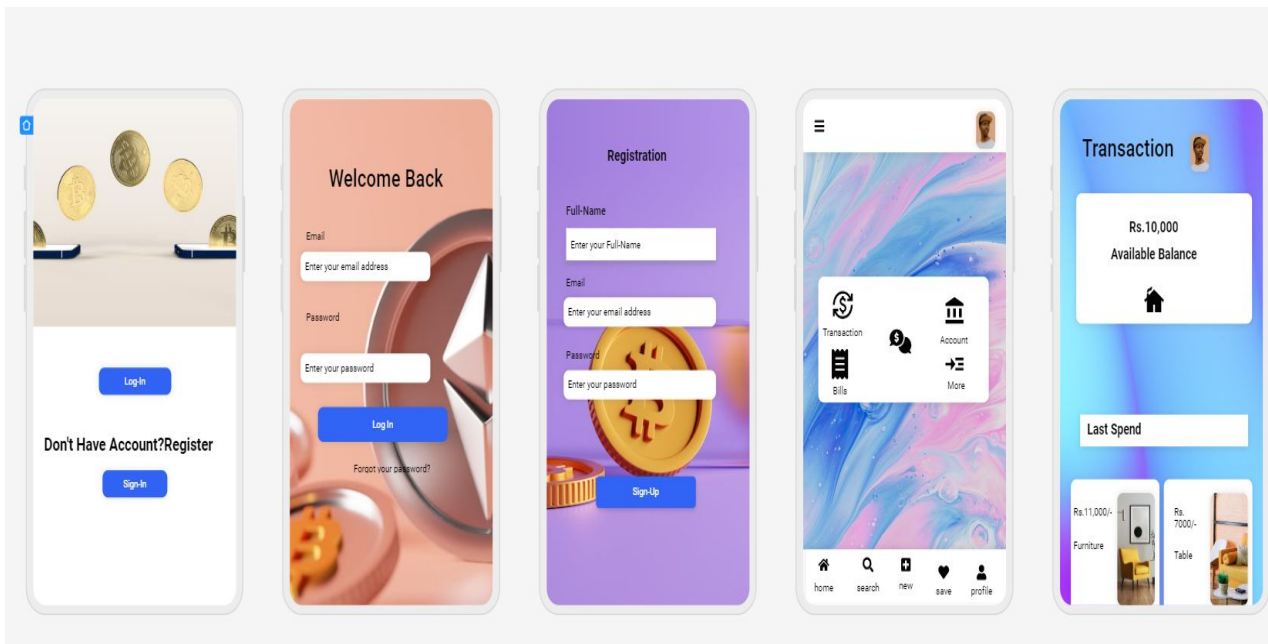 Log-In
Don't Have Account?Register
Sign-In
Welcome Back
Email
Enter your email address
Password
Enter your password
Log In
Forgot your password?
Registration
Full-Name
Enter your Full-Name
Email
Enter your email address
Password
Enter your password
Sign-Up
Transaction
Account
Bills
More
home
search
new
save
profile
Transaction
Rs.10,000
Available Balance
Last Spend
Rs.11,000/-
Furniture
Rs.
7000/-
Table